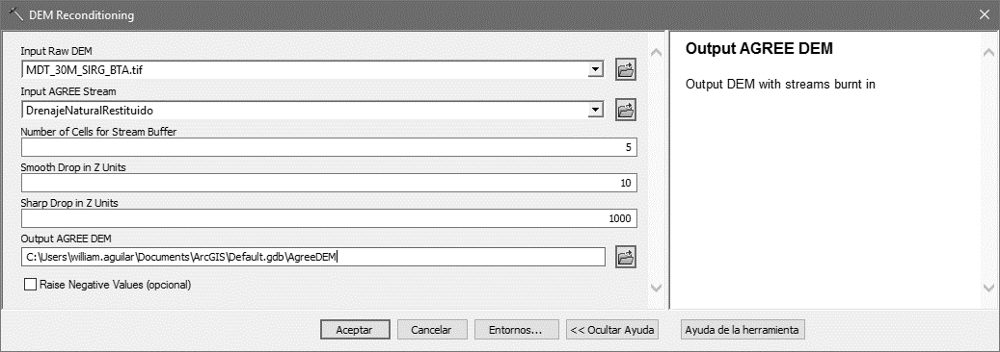 DEM Reconditioning
Input Raw DEM
MDT_30M_SIRG_BTA.tif
Input AGREE Stream
DrenajeNaturalRestituido
Number of Cells for Stream Buffer
5
Smooth Drop in Z Units
10
Sharp Drop in Z Units
1000
Output AGREE DEM
C:\Users\william.aguilar\Documents\ArcGIS\Default.gdb\AgreeDEM
Raise Negative Values (opcional)
Output AGREE DEM
Output DEM with streams burnt in
Aceptar
Cancelar
Entornos...
<< Ocultar Ayuda
Ayuda de la herramienta